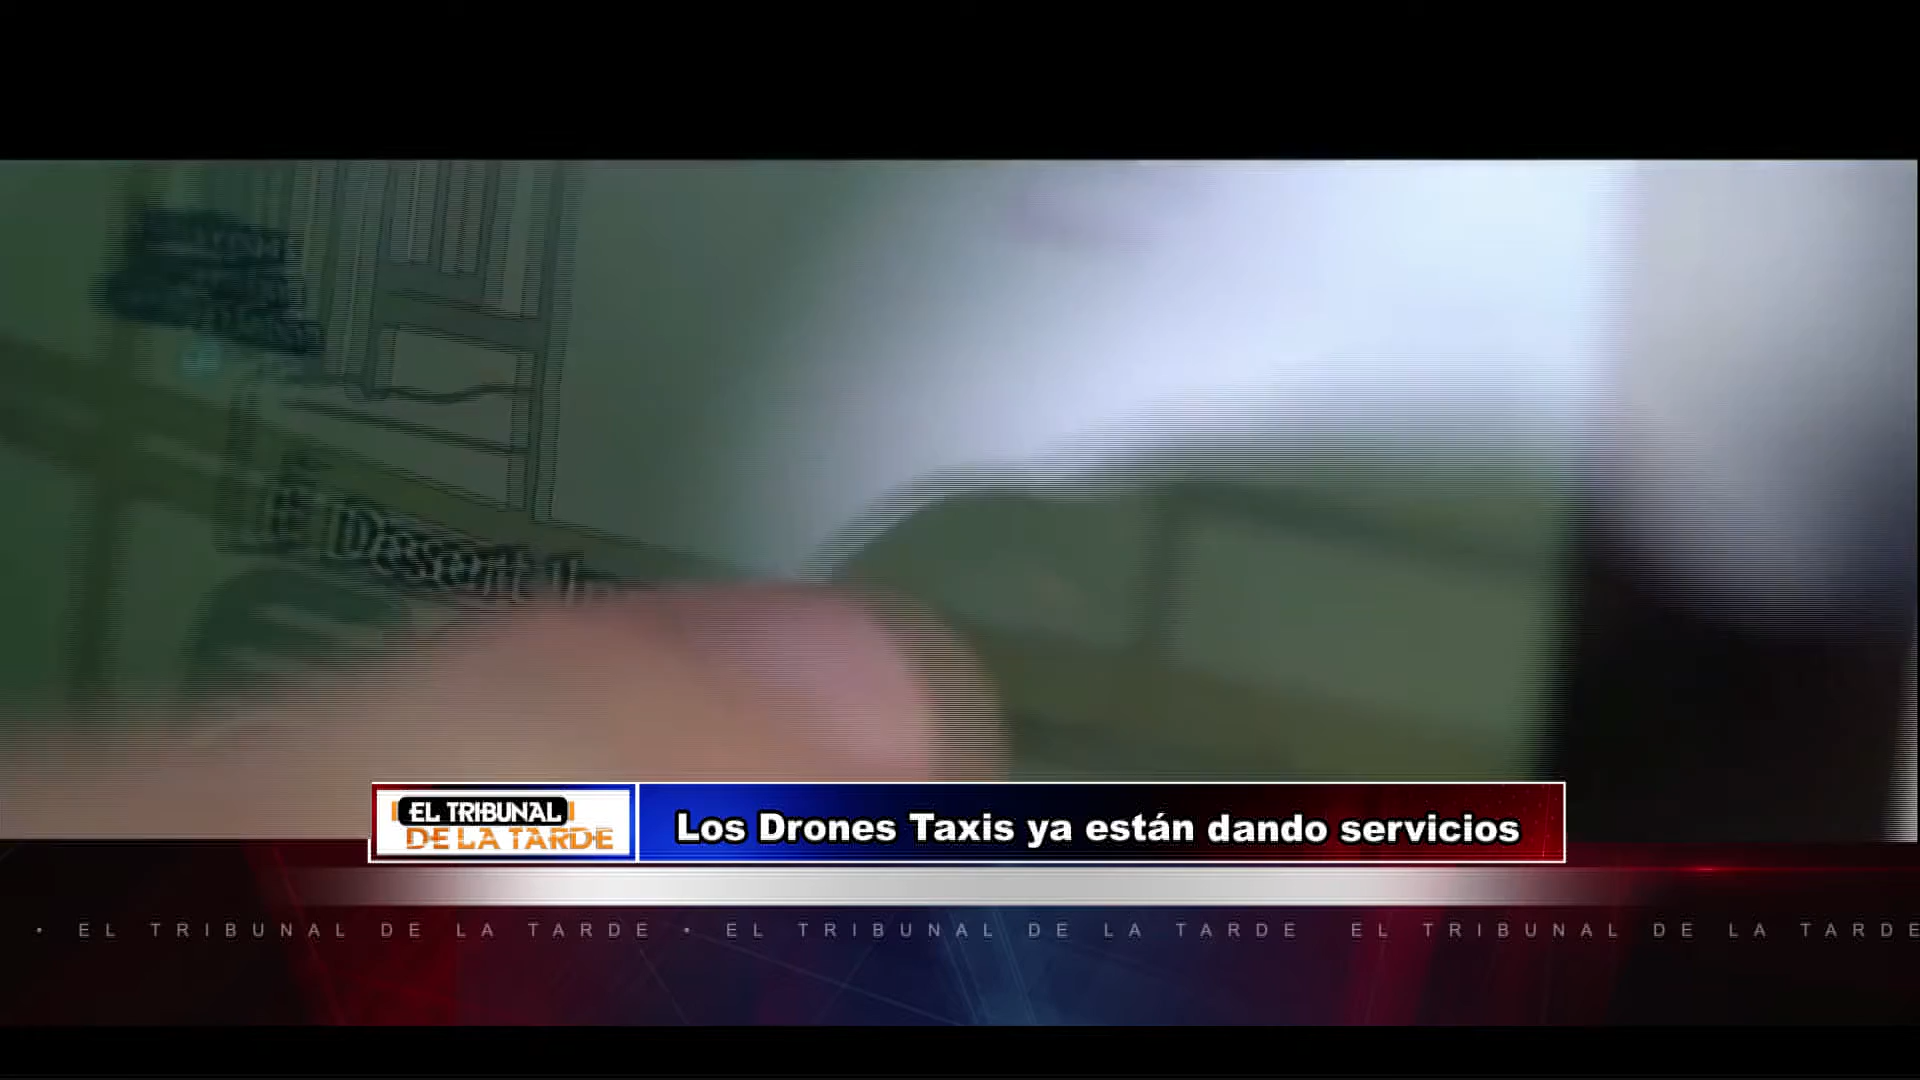 EL TRIBUNAL
DE LA TARDE
Los Drones Taxis ya están dando servicios
• EL TRIBUNAL DE LA TARDE • EL TRIBUNAL DE LA TARDE EL TRIBUNAL DE LA TARDE